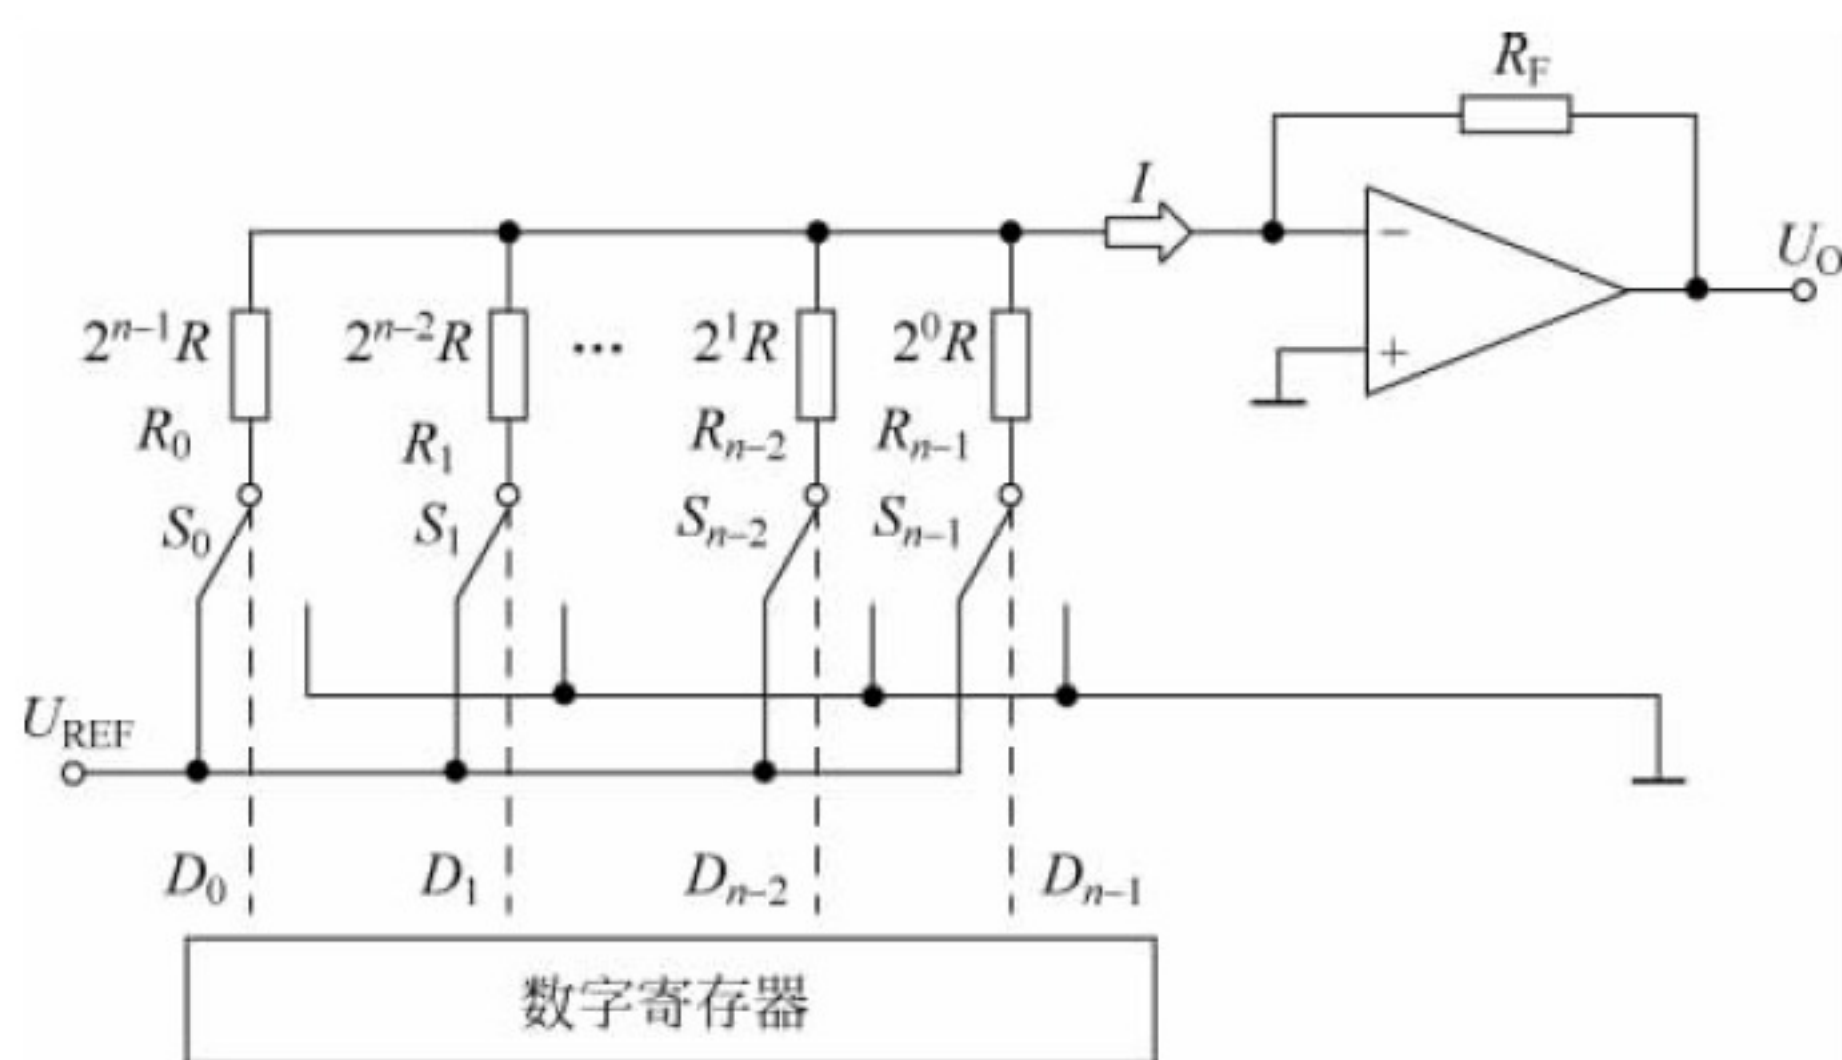 R_F
I
U_O
−
+
2^{n−1}R 2^{n−2}R ... 2^1R 2^0R
R_0 R_1 R_{n−2} R_{n−1}
S_0 S_1 S_{n−2} S_{n−1}
U_REF
D_0 D_1 D_{n−2} D_{n−1}
数字寄存器